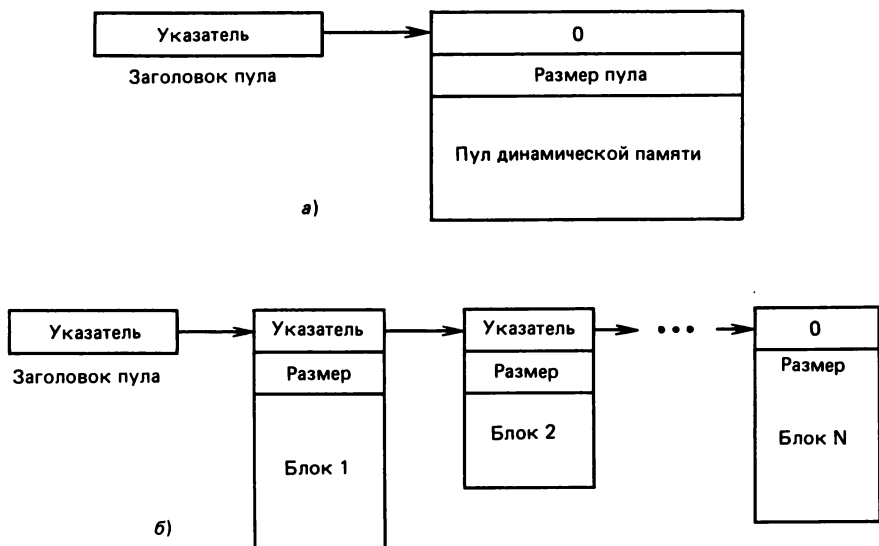 Указатель
0
Заголовок пула
Размер пула
Пул динамической памяти
а)
Указатель
Указатель
Указатель
0
Заголовок пула
Размер
Размер
Размер
Блок 1
Блок 2
Блок N
б)